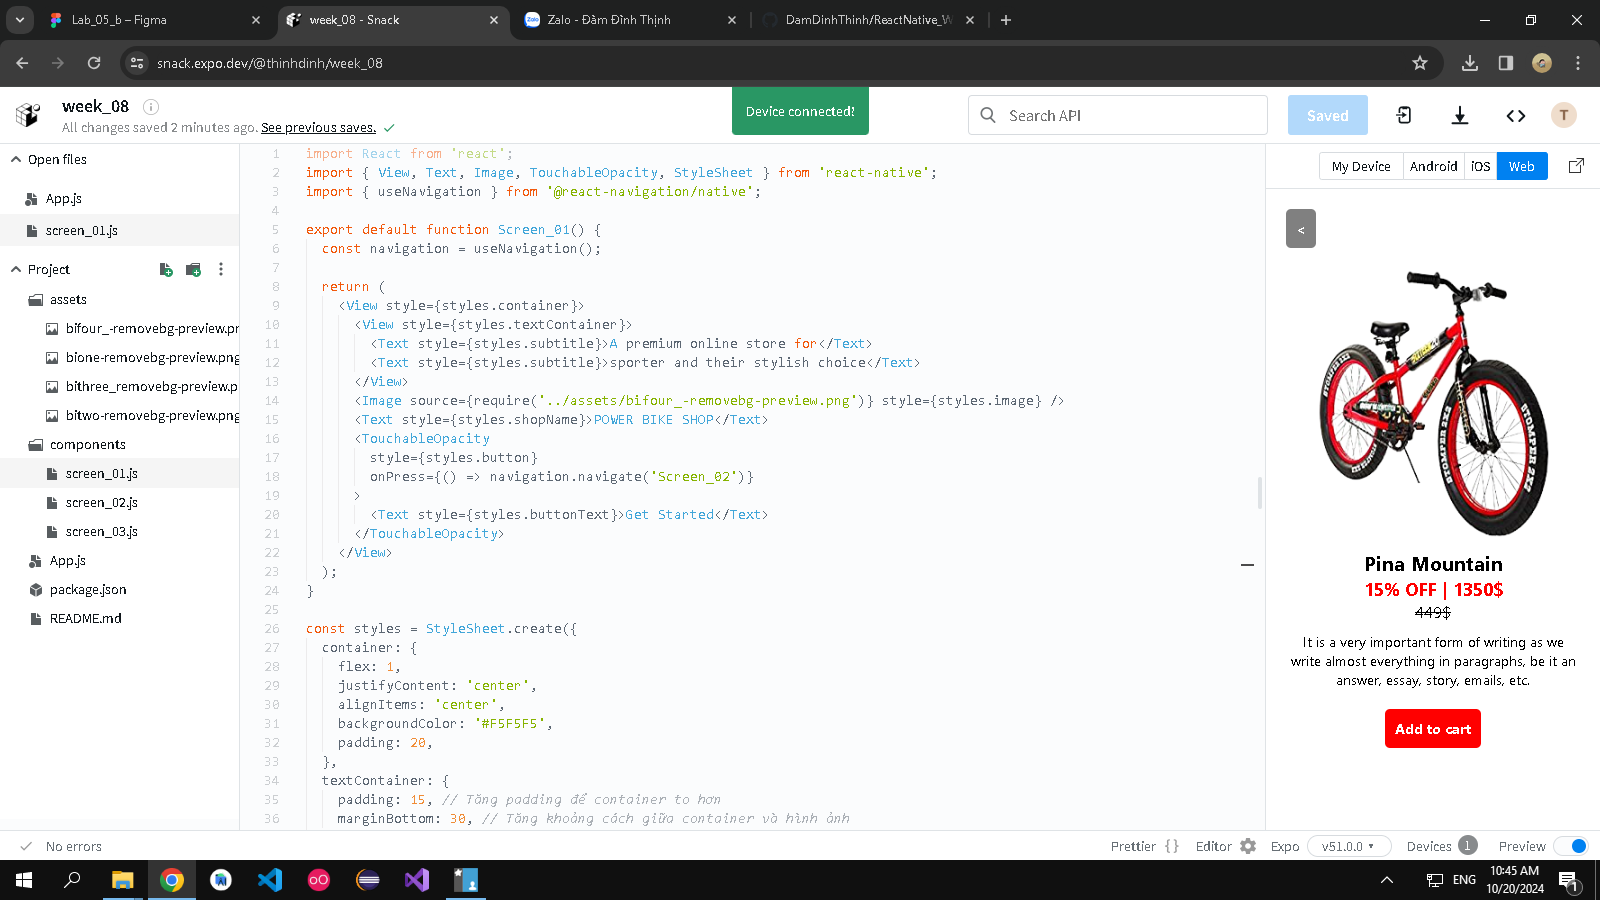 Lab_05_b – Figma
week_08 - Snack
Zalo - Đàm Đình Thịnh
DamDinhThinh/ReactNative_W
snack.expo.dev/@thinhdinh/week_08
week_08
All changes saved 2 minutes ago. See previous saves.
Device connected!
Search API
Saved
T
Open files
App.js
screen_01.js
Project
assets
bifour_-removebg-preview.pr
bione-removebg-preview.png
bithree_removebg-preview.p
bitwo-removebg-preview.png
components
screen_01.js
screen_02.js
screen_03.js
App.js
package.json
README.md
1 import React from 'react';
2 import { View, Text, Image, TouchableOpacity, StyleSheet } from 'react-native';
3 import { useNavigation } from '@react-navigation/native';
4
5 export default function Screen_01() {
6 const navigation = useNavigation();
7
8 return (
9 <View style={styles.container}>
10 <View style={styles.textContainer}>
11 <Text style={styles.subtitle}>A premium online store for</Text>
12 <Text style={styles.subtitle}>sporter and their stylish choice</Text>
13 </View>
14 <Image source={require('../assets/bifour_-removebg-preview.png')} style={styles.image} />
15 <Text style={styles.shopName}>POWER BIKE SHOP</Text>
16 <TouchableOpacity
17 style={styles.button}
18 onPress={() => navigation.navigate('Screen_02')}
19 >
20 <Text style={styles.buttonText}>Get Started</Text>
21 </TouchableOpacity>
22 </View>
23 );
24 }
25
26 const styles = StyleSheet.create({
27 container: {
28 flex: 1,
29 justifyContent: 'center',
30 alignItems: 'center',
31 backgroundColor: '#F5F5F5',
32 padding: 20,
33 },
34 textContainer: {
35 padding: 15, // Tăng padding để container to hơn
36 marginBottom: 30, // Tăng khoảng cách giữa container và hình ảnh
My Device
Android
iOS
Web
<
Pina Mountain
15% OFF | 1350$
449$
It is a very important form of writing as we
write almost everything in paragraphs, be it an
answer, essay, story, emails, etc.
Add to cart
No errors
Prettier { }
Editor
Expo
v51.0.0
Devices 1
Preview
ENG
10:45 AM
10/20/2024
1